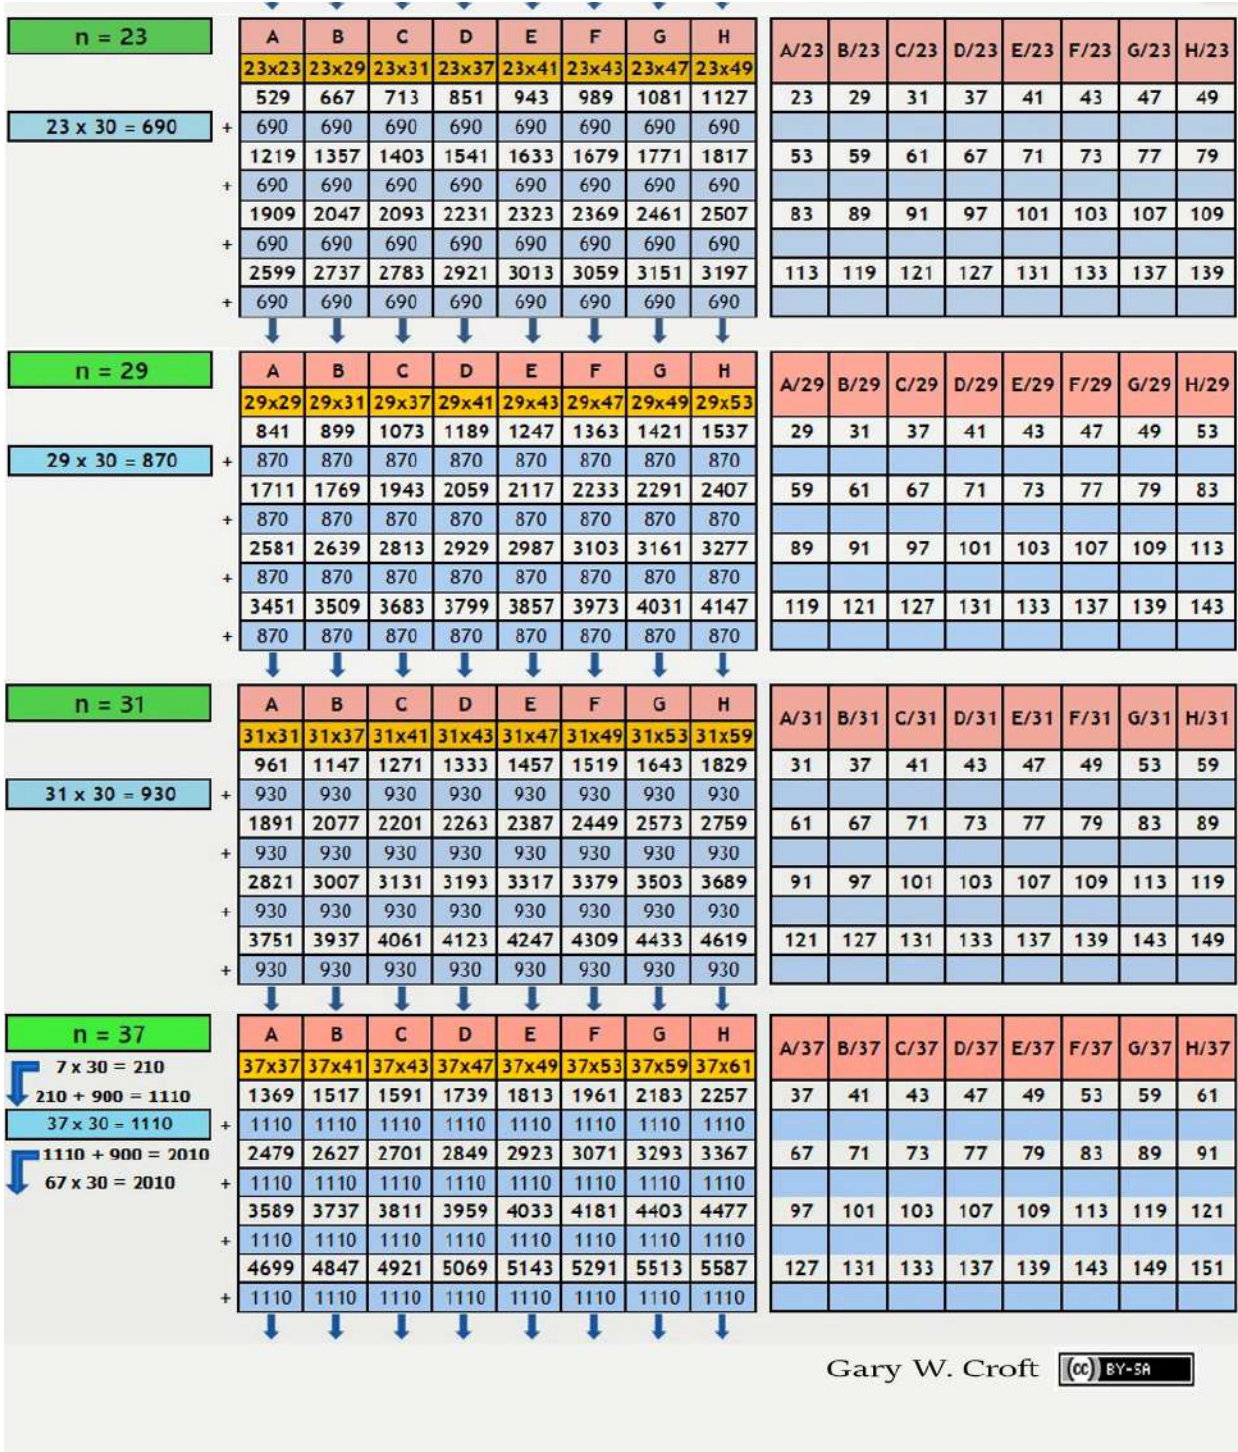 n = 23 A B C D E F G H A/23 B/23 C/23 D/23 E/23 F/23 G/23 H/23
23x23 23x29 23x31 23x37 23x41 23x43 23x47 23x49
529 667 713 851 943 989 1081 1127 23 29 31 37 41 43 47 49
23 x 30 = 690 + 690 690 690 690 690 690 690 690
1219 1357 1403 1541 1633 1679 1771 1817 53 59 61 67 71 73 77 79
+ 690 690 690 690 690 690 690 690
1909 2047 2093 2231 2323 2369 2461 2507 83 89 91 97 101 103 107 109
+ 690 690 690 690 690 690 690 690
2599 2737 2783 2921 3013 3059 3151 3197 113 119 121 127 131 133 137 139
+ 690 690 690 690 690 690 690 690
n = 29 A B C D E F G H A/29 B/29 C/29 D/29 E/29 F/29 G/29 H/29
29x29 29x31 29x37 29x41 29x43 29x47 29x49 29x53
841 899 1073 1189 1247 1363 1421 1537 29 31 37 41 43 47 49 53
29 x 30 = 870 + 870 870 870 870 870 870 870 870
1711 1769 1943 2059 2117 2233 2291 2407 59 61 67 71 73 77 79 83
+ 870 870 870 870 870 870 870 870
2581 2639 2813 2929 2987 3103 3161 3277 89 91 97 101 103 107 109 113
+ 870 870 870 870 870 870 870 870
3451 3509 3683 3799 3857 3973 4031 4147 119 121 127 131 133 137 139 143
+ 870 870 870 870 870 870 870 870
n = 31 A B C D E F G H A/31 B/31 C/31 D/31 E/31 F/31 G/31 H/31
31x31 31x37 31x41 31x43 31x47 31x49 31x53 31x59
961 1147 1271 1333 1457 1519 1643 1829 31 37 41 43 47 49 53 59
31 x 30 = 930 + 930 930 930 930 930 930 930 930
1891 2077 2201 2263 2387 2449 2573 2759 61 67 71 73 77 79 83 89
+ 930 930 930 930 930 930 930 930
2821 3007 3131 3193 3317 3379 3503 3689 91 97 101 103 107 109 113 119
+ 930 930 930 930 930 930 930 930
3751 3937 4061 4123 4247 4309 4433 4619 121 127 131 133 137 139 143 149
+ 930 930 930 930 930 930 930 930
n = 37 A B C D E F G H A/37 B/37 C/37 D/37 E/37 F/37 G/37 H/37
7 x 30 = 210 37x37 37x41 37x43 37x47 37x49 37x53 37x59 37x61
210 + 900 = 1110 1369 1517 1591 1739 1813 1961 2183 2257 37 41 43 47 49 53 59 61
37 x 30 = 1110 + 1110 1110 1110 1110 1110 1110 1110 1110
1110 + 900 = 2010 2479 2627 2701 2849 2923 3071 3293 3367 67 71 73 77 79 83 89 91
67 x 30 = 2010 + 1110 1110 1110 1110 1110 1110 1110 1110
3589 3737 3811 3959 4033 4181 4403 4477 97 101 103 107 109 113 119 121
+ 1110 1110 1110 1110 1110 1110 1110 1110
4699 4847 4921 5069 5143 5291 5513 5587 127 131 133 137 139 143 149 151
+ 1110 1110 1110 1110 1110 1110 1110 1110
Gary W. Croft (cc) BY-SA